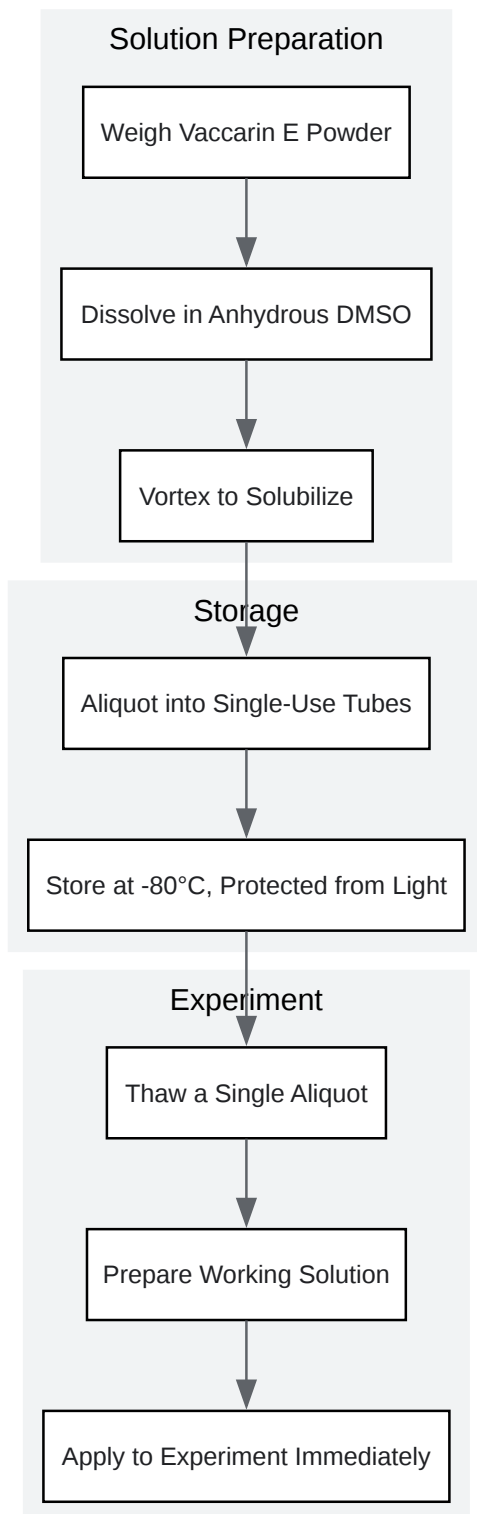 Solution Preparation
Weigh Vaccarin E Powder
Dissolve in Anhydrous DMSO
Vortex to Solubilize
Storage
Aliquot into Single-Use Tubes
Store at -80°C, Protected from Light
Experiment
Thaw a Single Aliquot
Prepare Working Solution
Apply to Experiment Immediately